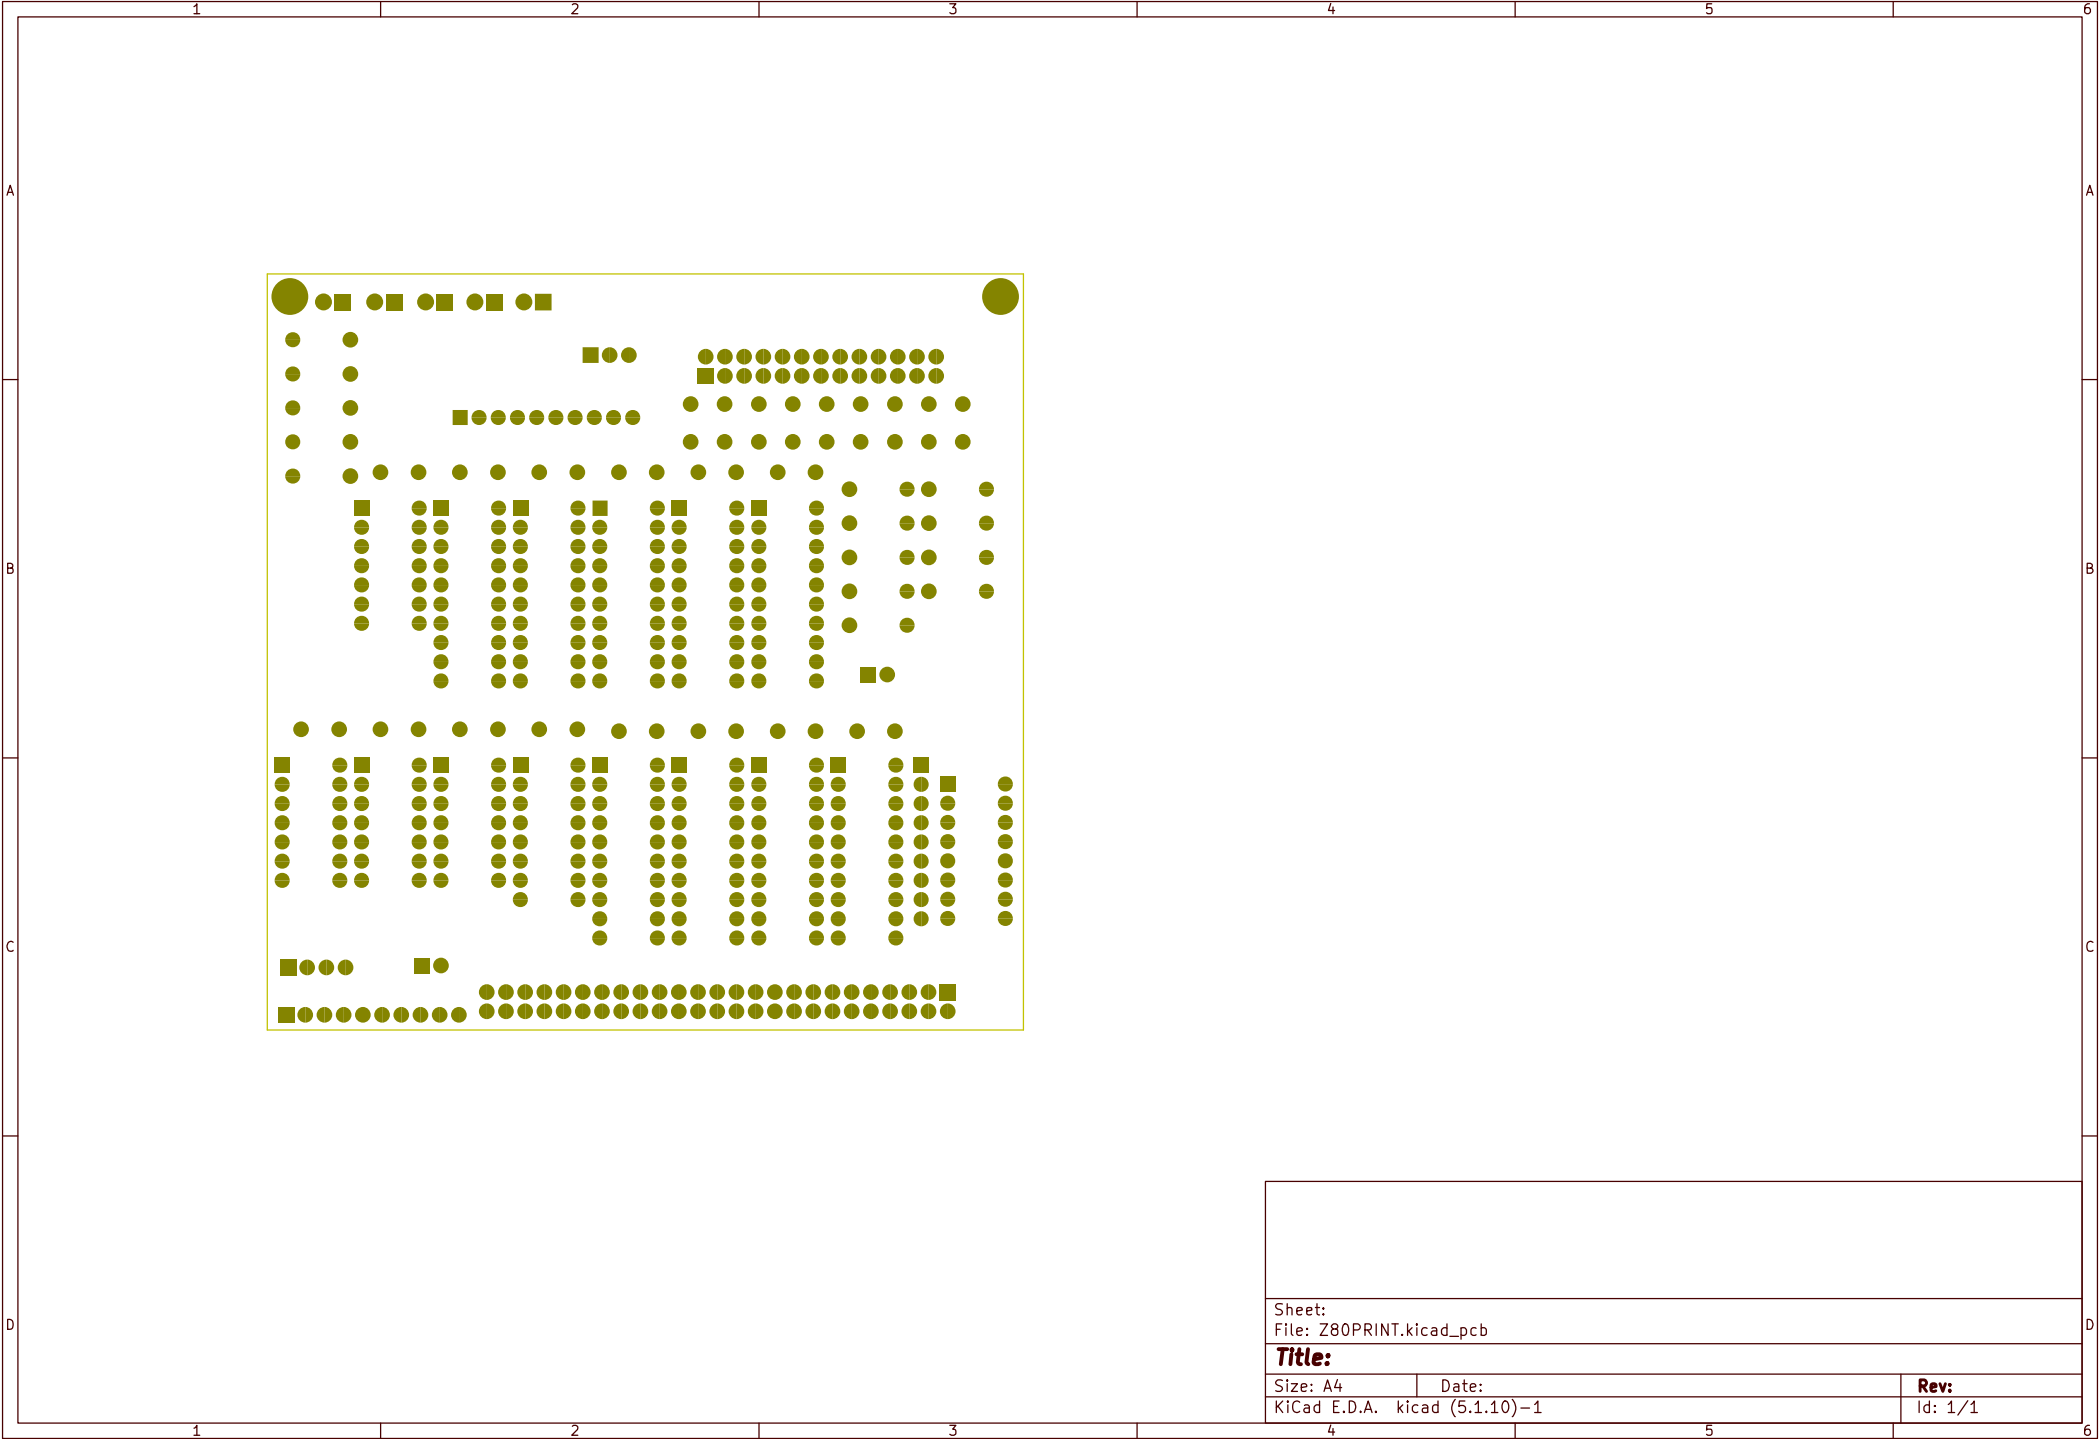 1 2 3 4 5 6
A A
B B
C C
Sheet:
File: Z80PRINT.kicad_pcb
D D
Title:
Size: A4 Date: Rev:
KiCad E.D.A. kicad (5.1.10)-1 Id: 1/1
1 2 3 4 5 6